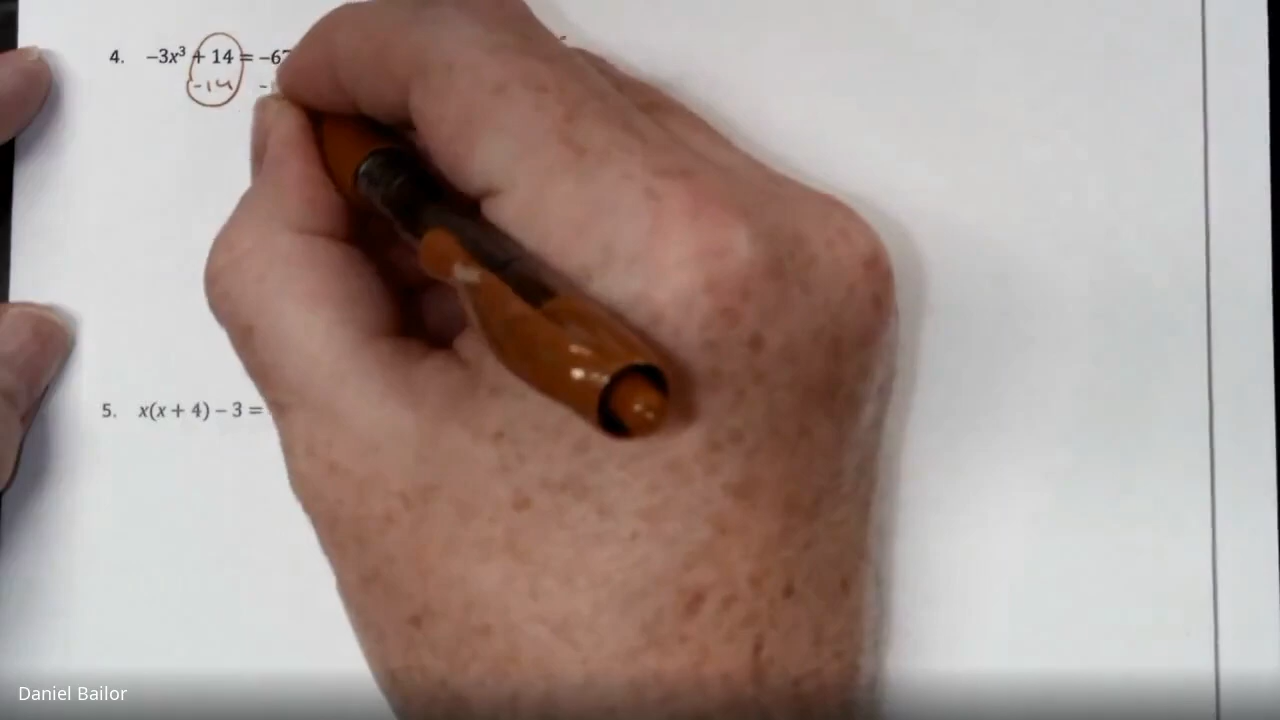 4. −3x³ + 14 = −67
-14 -
5. x(x + 4) − 3 =
Daniel Bailor